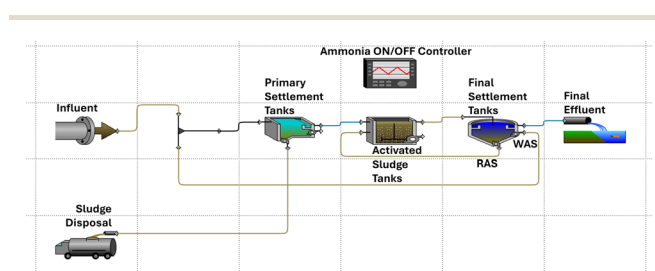 Ammonia ON/OFF Controller
Primary
Settlement
Tanks
Final
Settlement
Tanks
Final
Effluent
Influent
WAS
Activated
Sludge
Tanks
RAS
Sludge
Disposal